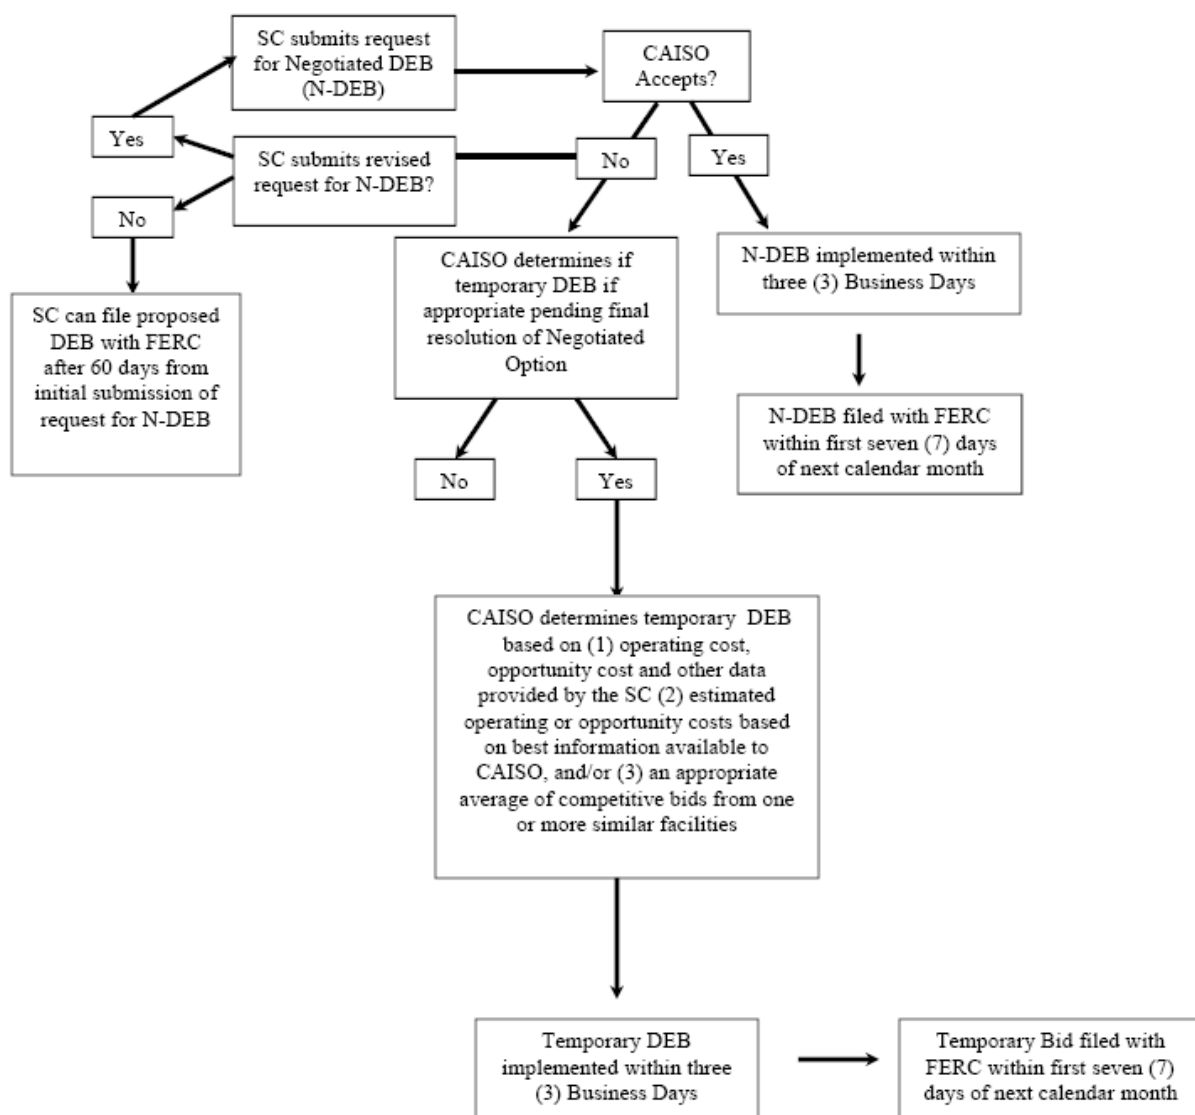 SC submits request
for Negotiated DEB
(N-DEB)
CAISO
Accepts?
Yes
SC submits revised
request for N-DEB?
No
Yes
No
CAISO determines if
temporary DEB if
appropriate pending final
resolution of Negotiated
Option
N-DEB implemented within
three (3) Business Days
SC can file proposed
DEB with FERC
after 60 days from
initial submission of
request for N-DEB
N-DEB filed with FERC
within first seven (7) days
of next calendar month
No
Yes
CAISO determines temporary DEB
based on (1) operating cost,
opportunity cost and other data
provided by the SC (2) estimated
operating or opportunity costs based
on best information available to
CAISO, and/or (3) an appropriate
average of competitive bids from one
or more similar facilities
Temporary DEB
implemented within three
(3) Business Days
Temporary Bid filed with
FERC within first seven (7)
days of next calendar month